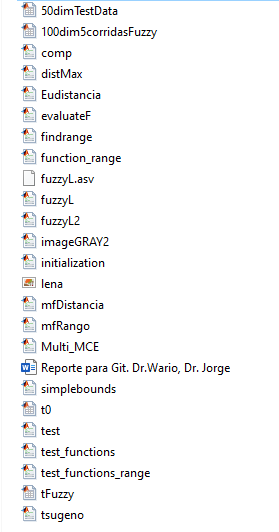 50dimTestData
100dim5corridasFuzzy
comp
distMax
Eudistancia
evaluateF
findrange
function_range
fuzzyL.asv
fuzzyL
fuzzyL2
imageGRAY2
initialization
lena
mfDistancia
mfRango
Multi_MCE
Reporte para Git. Dr.Wario, Dr. Jorge
simplebounds
t0
test
test_functions
test_functions_range
tFuzzy
tsugeno